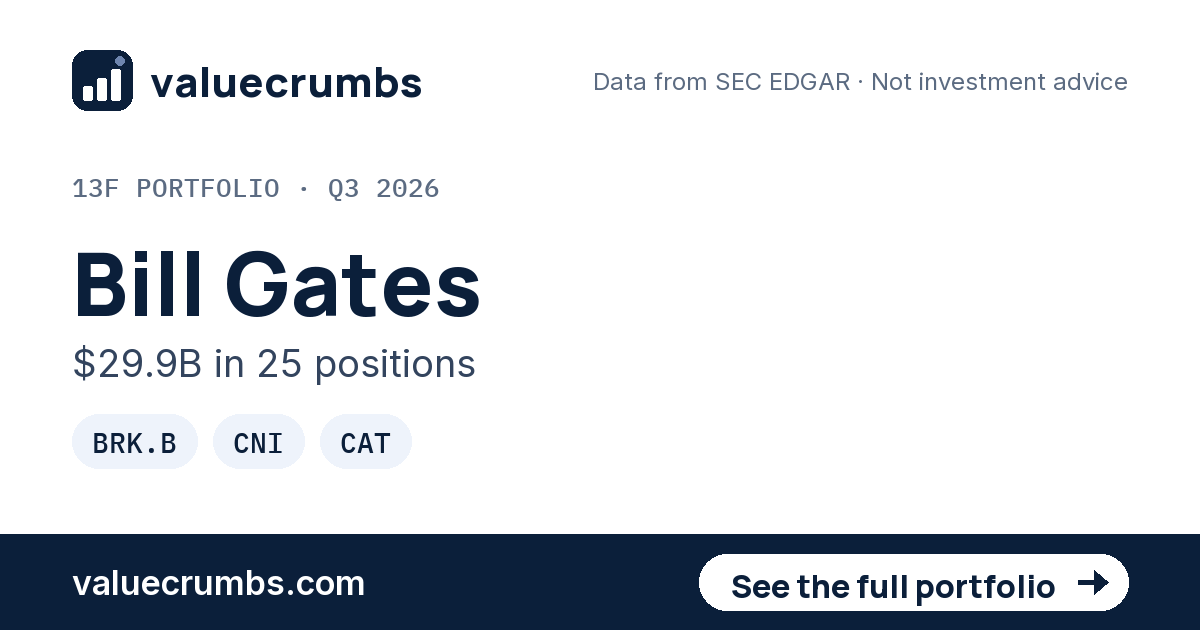 valuecrumbs
Data from SEC EDGAR · Not investment advice
13F PORTFOLIO · Q3 2026
Bill Gates
$29.9B in 25 positions
BRK.B CNI CAT
valuecrumbs.com
See the full portfolio →